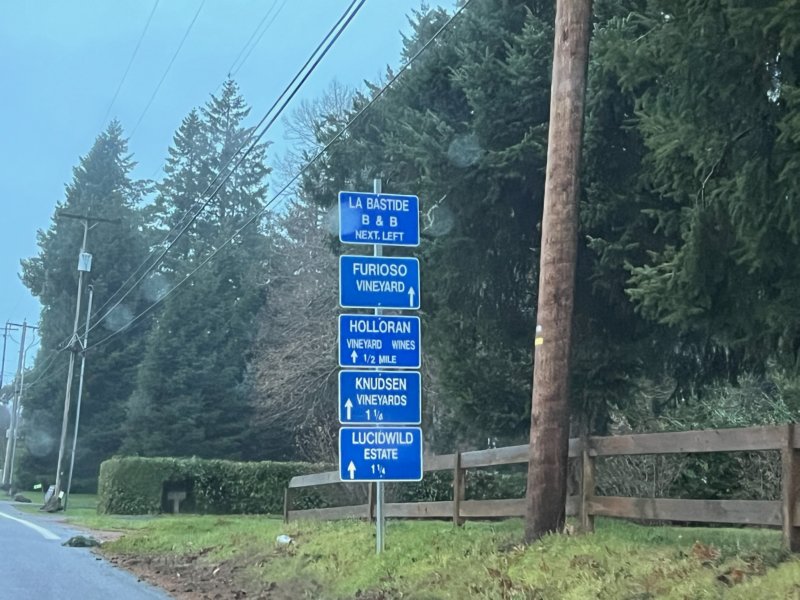 LA BASTIDE
B & B
NEXT LEFT
FURIOSO
VINEYARD
HOLLORAN
VINEYARD WINES
1/2 MILE
KNUDSEN
VINEYARDS
1 1/4
LUCIDWILD
ESTATE
1 1/4